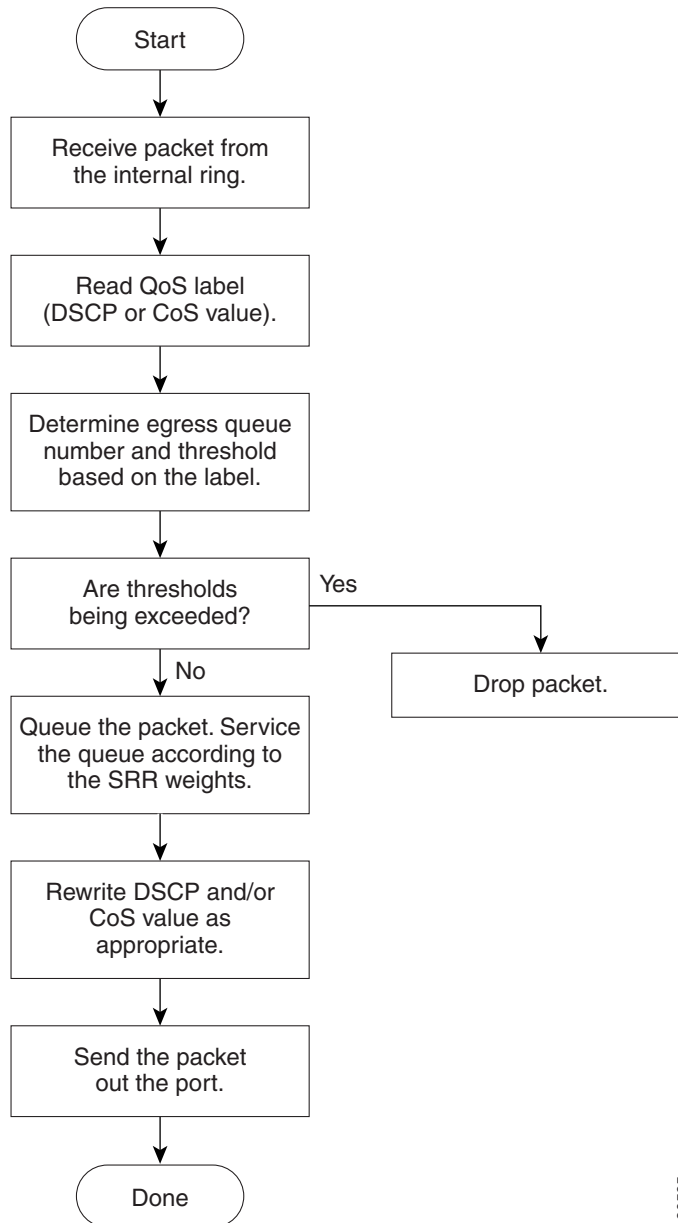 Start
Receive packet from
the internal ring.
Read QoS label
(DSCP or CoS value).
Determine egress queue
number and threshold
based on the label.
Are thresholds
being exceeded?
Yes
No
Drop packet.
Queue the packet. Service
the queue according to
the SRR weights.
Rewrite DSCP and/or
CoS value as
appropriate.
Send the packet
out the port.
Done